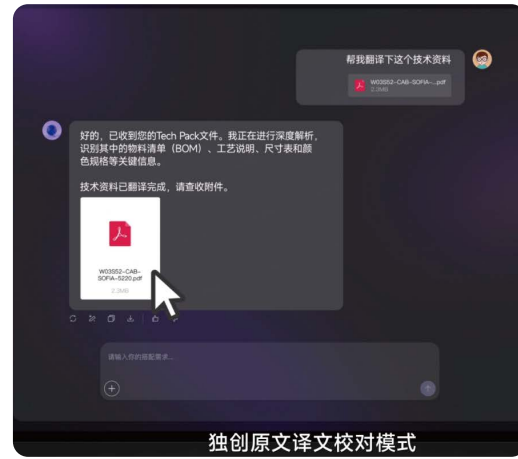 帮我翻译下这个技术资料
W03S52-CAB-SOFIA-...pdf
2.2MB
好的，已收到您的Tech Pack文件。我正在进行深度解析，
识别其中的物料清单（BOM）、工艺说明、尺寸表和颜
色规格等关键信息。
技术资料已翻译完成，请查收附件。
W03S52-CAB-
SOFIA-5220.pdf
2.2MB
请输入你的搭配需求...
独创原文译文校对模式